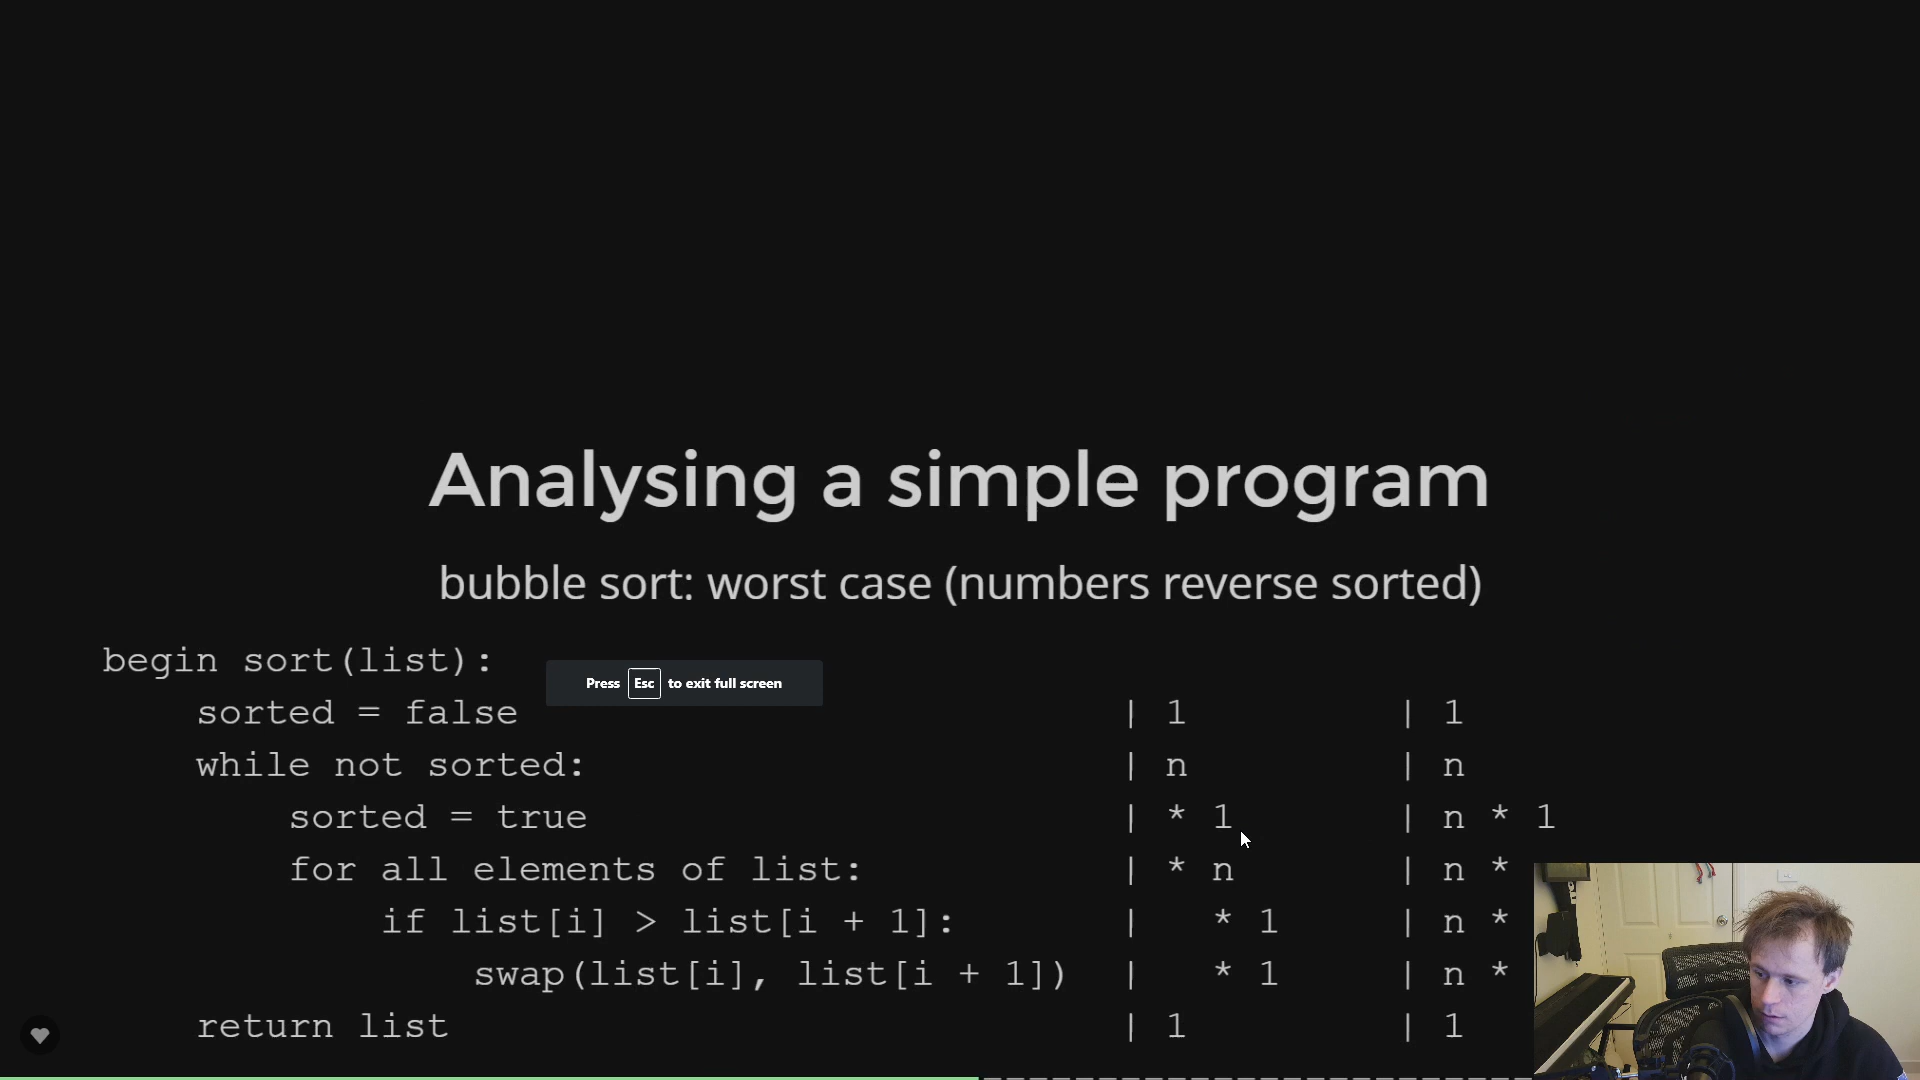 Analysing a simple program
bubble sort: worst case (numbers reverse sorted)
begin sort(list):
Press Esc to exit full screen
sorted = false | 1 | 1
while not sorted: | n | n
sorted = true | * 1 | n * 1
for all elements of list: | * n | n *
if list[i] > list[i + 1]: | * 1 | n *
swap(list[i], list[i + 1]) | * 1 | n *
return list | 1 | 1